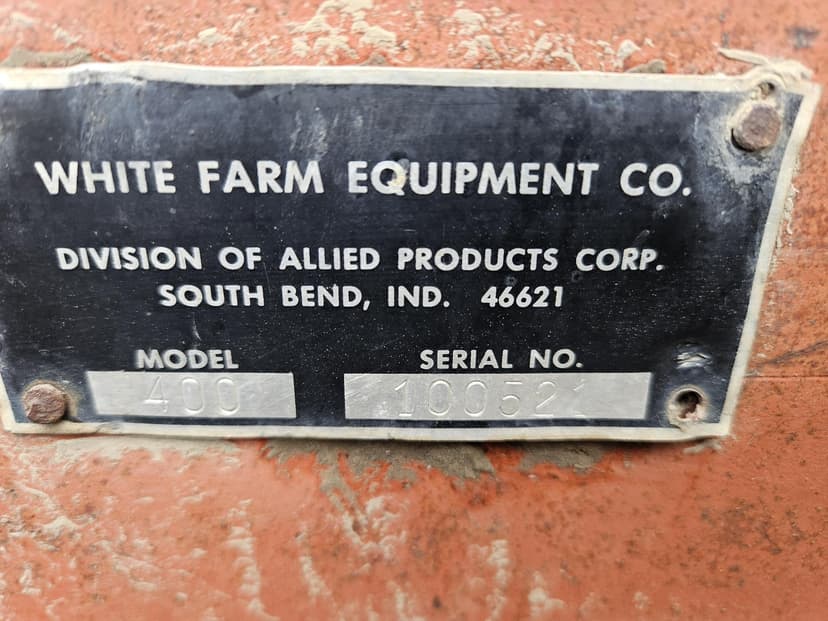 WHITE FARM EQUIPMENT CO.
DIVISION OF ALLIED PRODUCTS CORP.
SOUTH BEND, IND. 46621
MODEL SERIAL NO.
400 100521